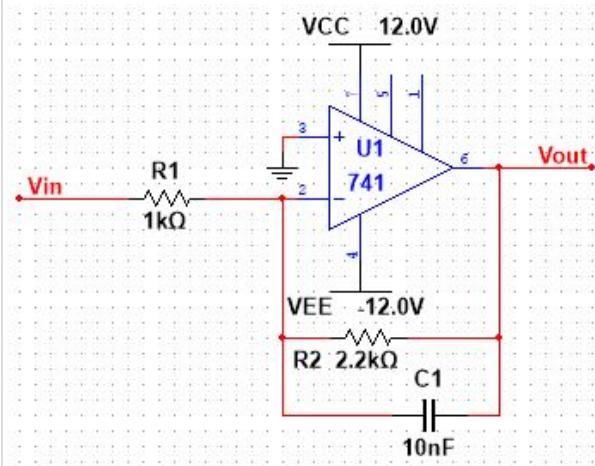 VCC 12.0V
7
5
1
3
+
U1
6
Vout
Vin
R1
2
741
1kΩ
4
VEE -12.0V
R2 2.2kΩ
C1
10nF